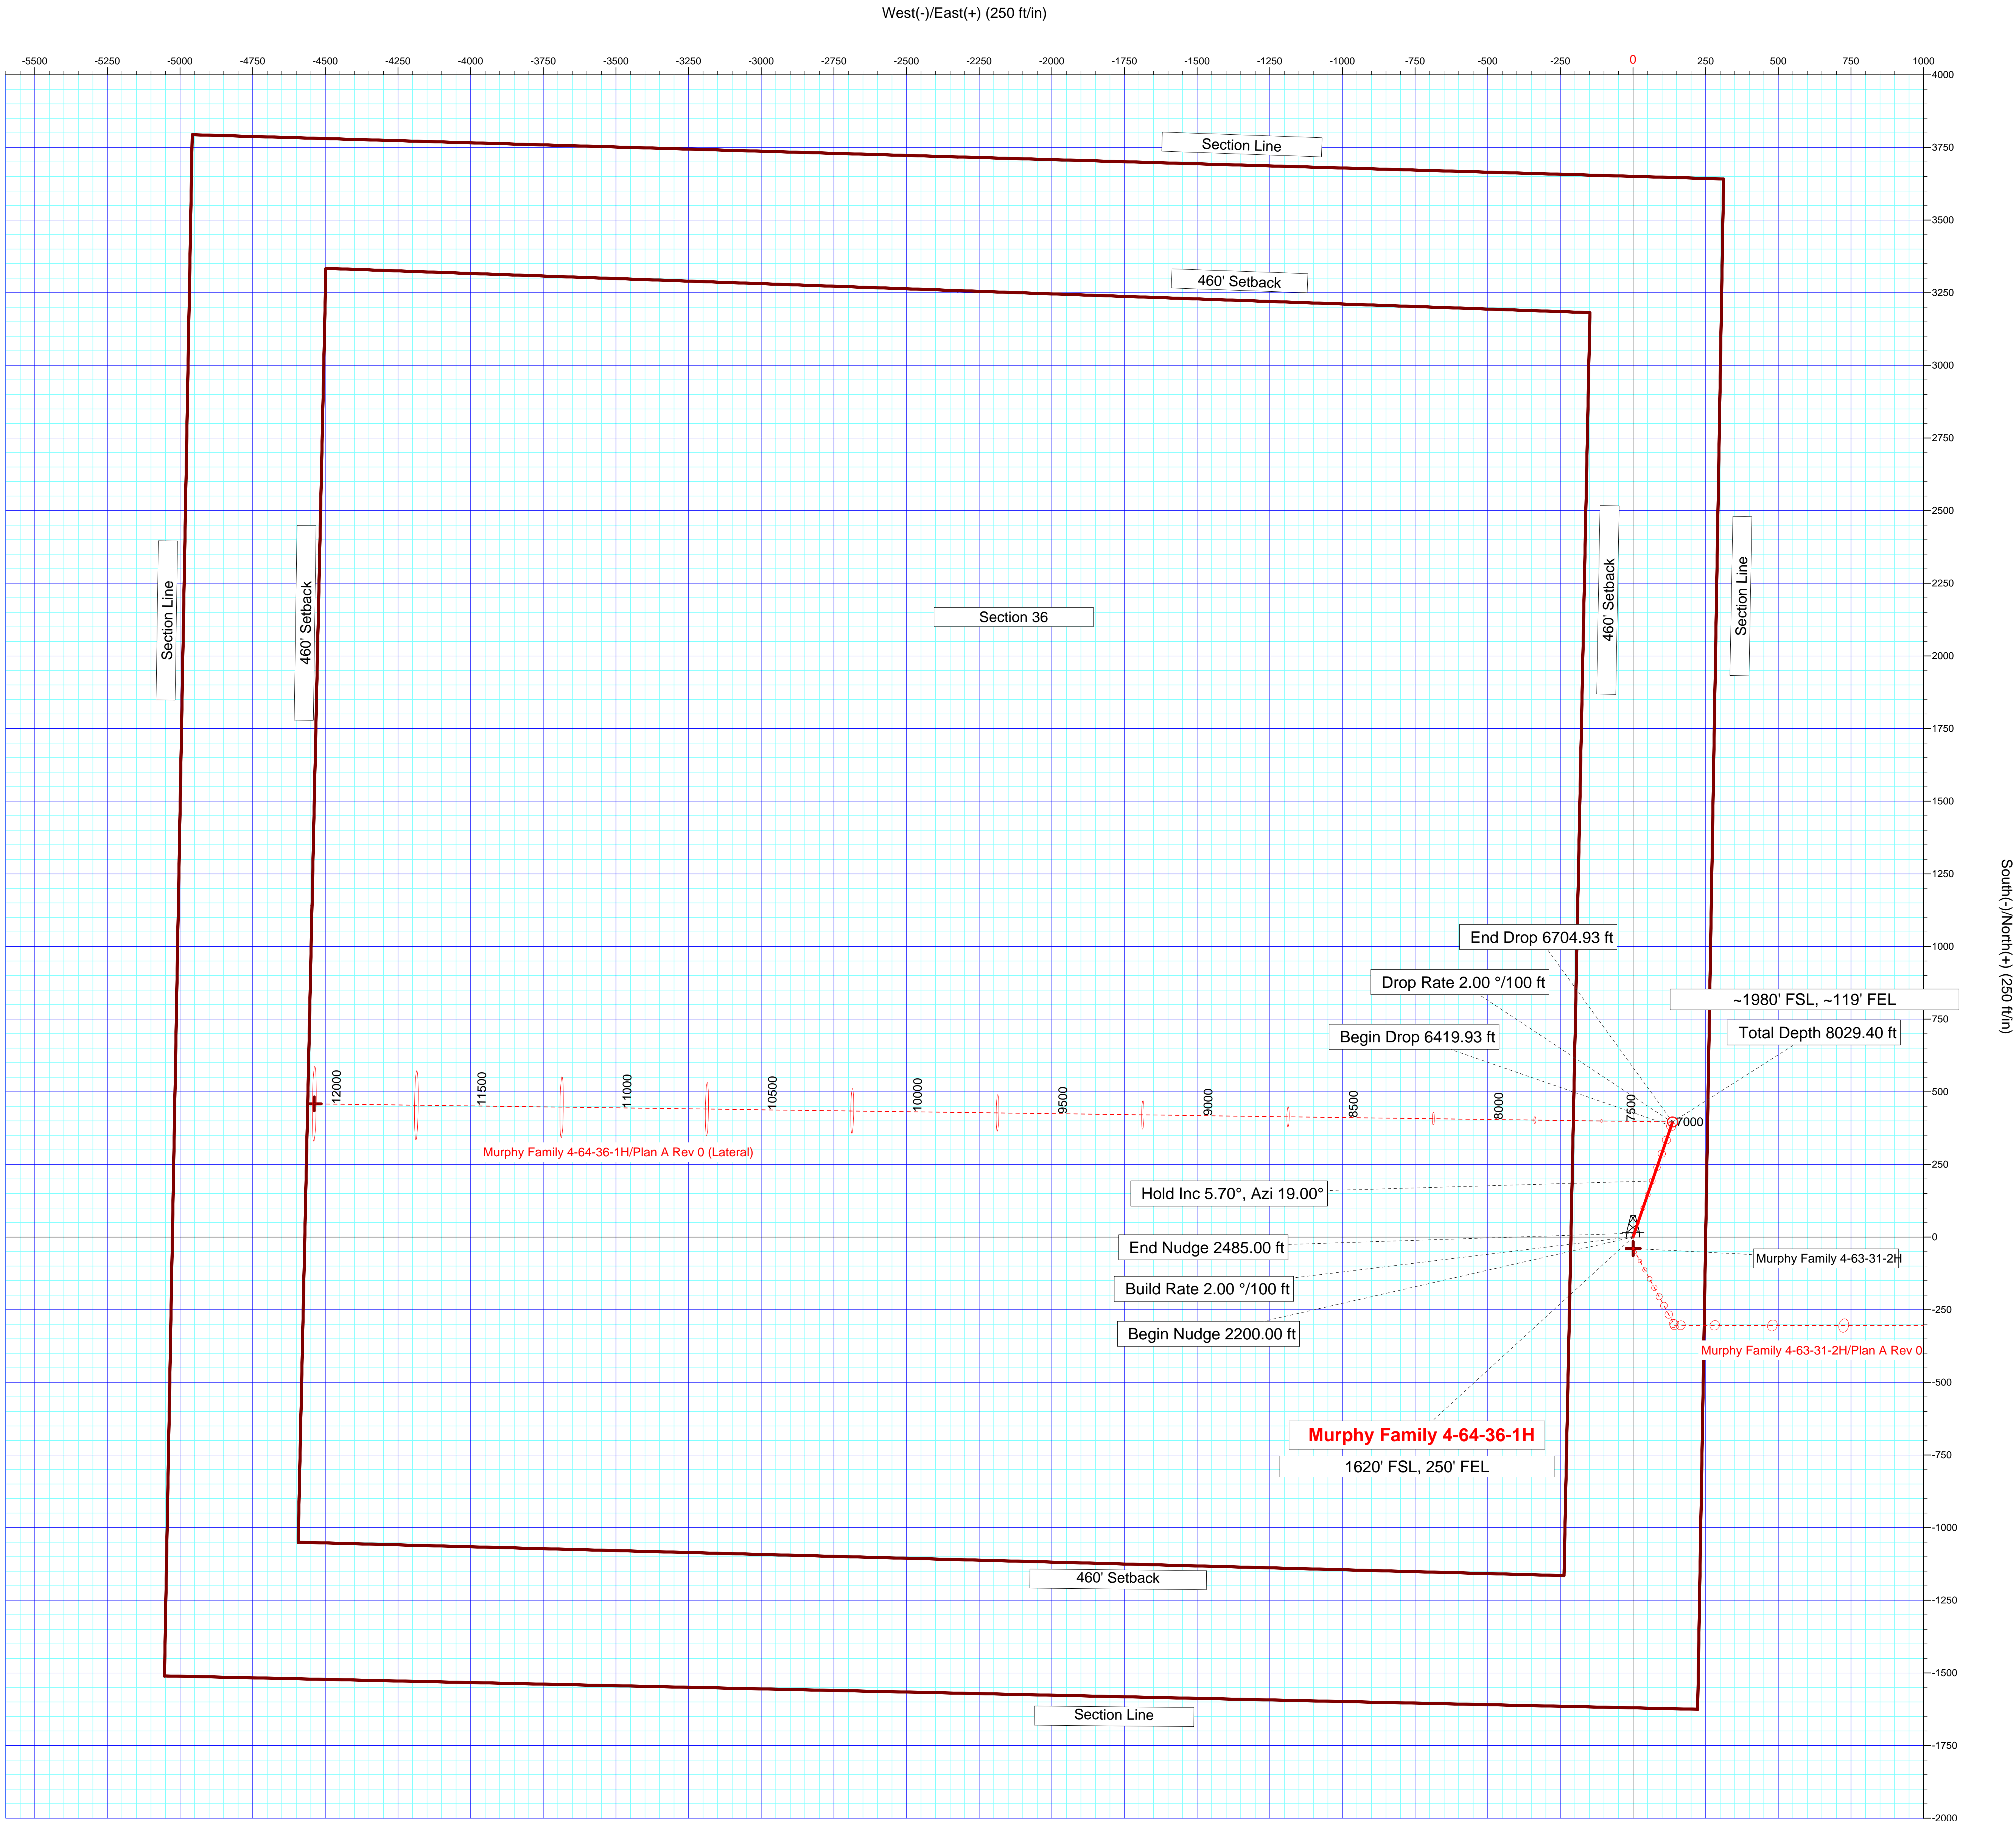 West(-)/East(+) (250 ft/in)
-5500 -5250 -5000 -4750 -4500 -4250 -4000 -3750 -3500 -3250 -3000 -2750 -2500 -2250 -2000 -1750 -1500 -1250 -1000 -750 -500 -250 0 250 500 750 1000
4000
Section Line
3750
3500
460' Setback
3250
3000
2750
2500
Section Line
460' Setback
460' Setback
Section Line
2250
Section 36
2000
1750
1500
1250
South(-)/North(+) (250 ft/in)
End Drop 6704.93 ft
1000
Drop Rate 2.00 °/100 ft
~1980' FSL, ~119' FEL
750
Begin Drop 6419.93 ft
Total Depth 8029.40 ft
500
12000 11500 11000 10500 10000 9500 9000 8500 8000 7500 7000
Murphy Family 4-64-36-1H/Plan A Rev 0 (Lateral)
250
Hold Inc 5.70°, Azi 19.00°
0
End Nudge 2485.00 ft
Murphy Family 4-63-31-2H
Build Rate 2.00 °/100 ft
-250
Begin Nudge 2200.00 ft
Murphy Family 4-63-31-2H/Plan A Rev 0
-500
Murphy Family 4-64-36-1H
-750
1620' FSL, 250' FEL
-1000
460' Setback
-1250
-1500
Section Line
-1750
-2000